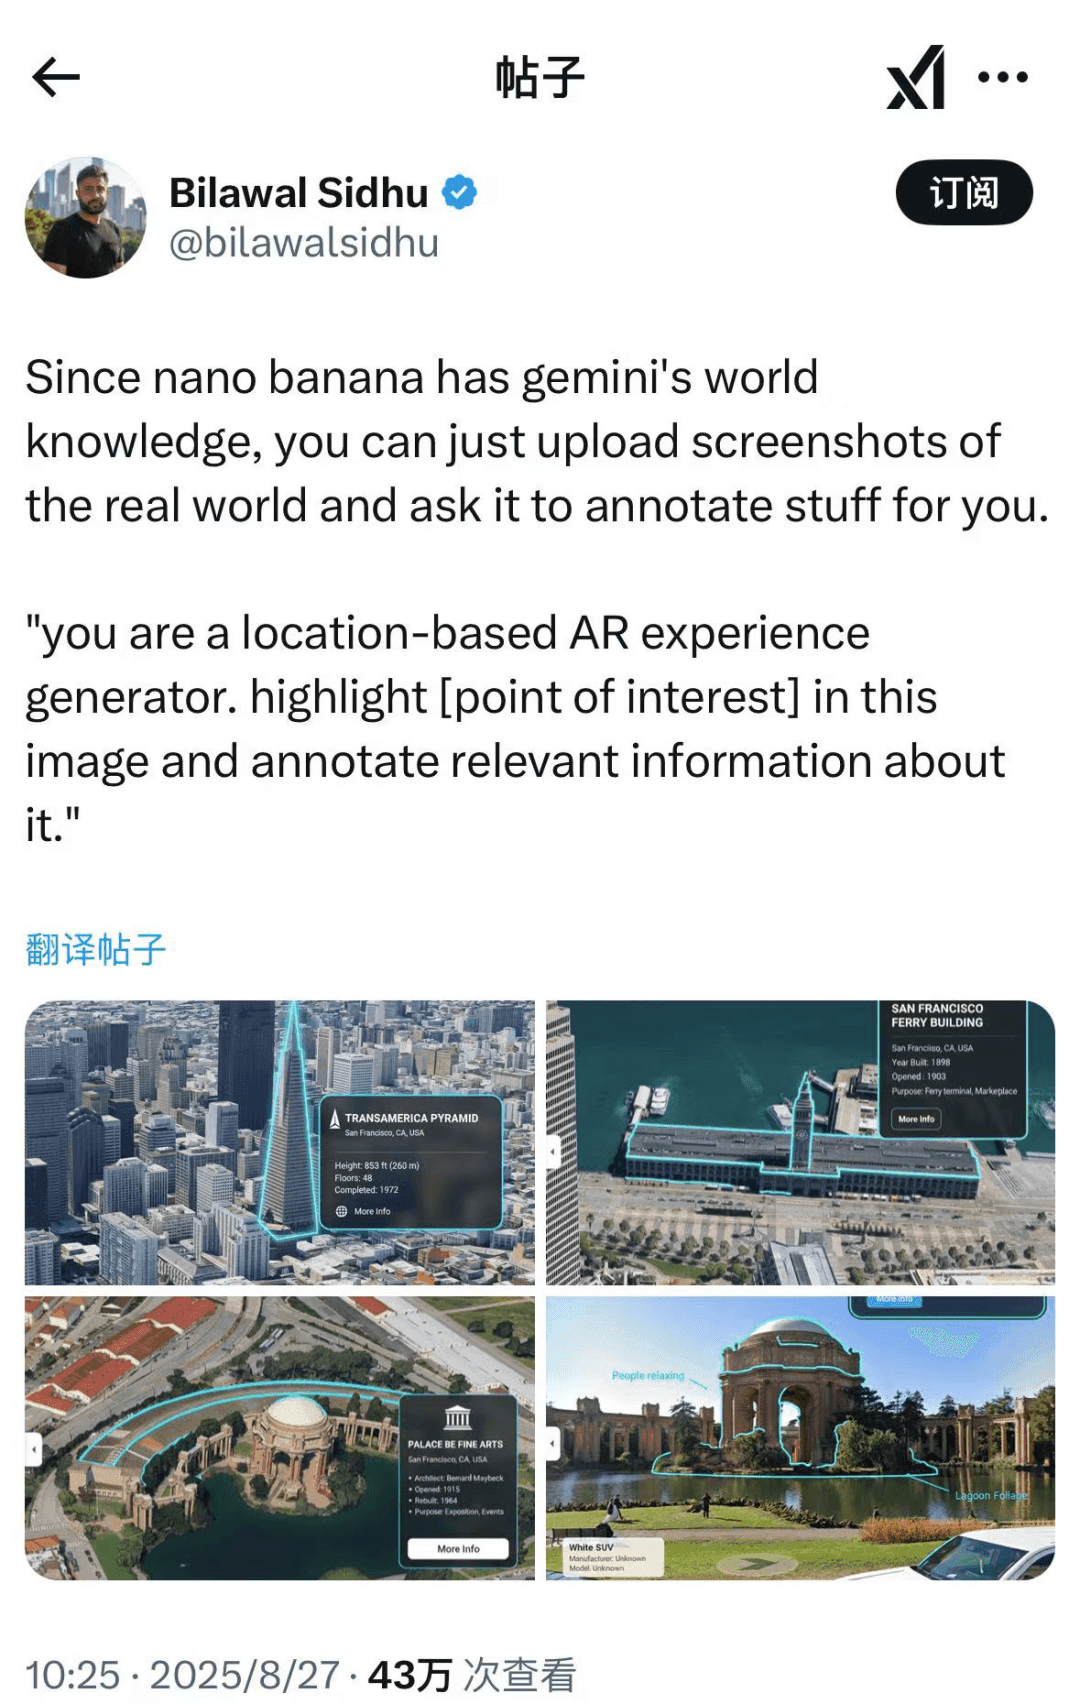 帖子
Bilawal Sidhu
订阅
@bilawalsidhu
Since nano banana has gemini's world
knowledge, you can just upload screenshots of
the real world and ask it to annotate stuff for you.
"you are a location-based AR experience
generator. highlight [point of interest] in this
image and annotate relevant information about
it."
翻译帖子
TRANSAMERICA PYRAMID
San Francisco, CA, USA
Height: 853 ft (260 m)
Floors: 48
Completed: 1972
More Info
SAN FRANCISCO
FERRY BUILDING
San Franciiso, CA, USA
Year Built: 1898
Opened: 1903
Purpose: Ferry terminal, Markeplace
More Info
PALACE BE FINE ARTS
San Francisco, CA, USA
• Architect: Bernard Maybeck
• Opened: 1915
• Rebuilt: 1964
• Purpose: Exposition, Events
More Info
More Info
People relaxing
Lagoon Foliage
White SUV
Manufacturer: Unknown
Model: Unknown
10:25 · 2025/8/27 · 43万 次查看